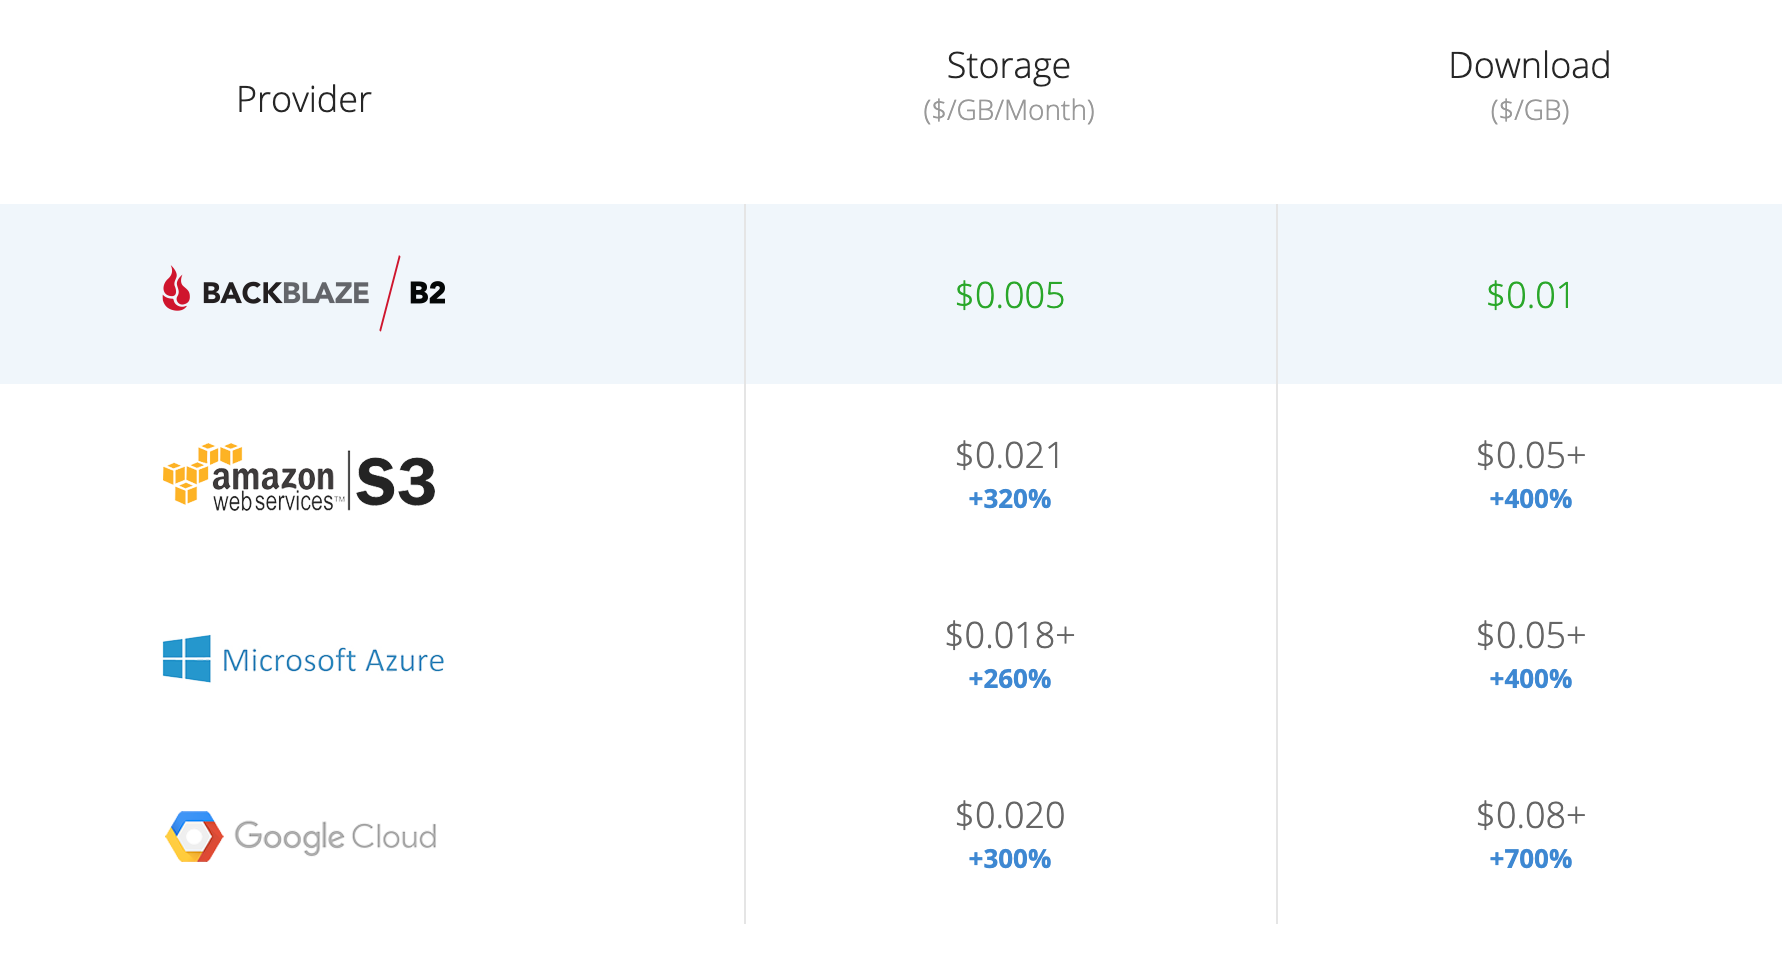 Provider
Storage
($/GB/Month)
Download
($/GB)
BACKBLAZE / B2
$0.005
$0.01
amazon
web services™
S3
$0.021
+320%
$0.05+
+400%
Microsoft Azure
$0.018+
+260%
$0.05+
+400%
Google Cloud
$0.020
+300%
$0.08+
+700%